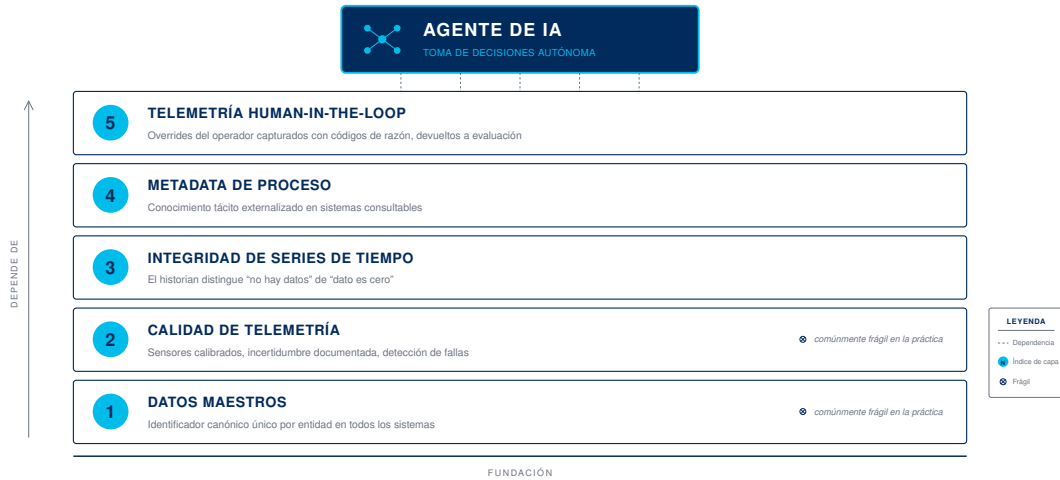 AGENTE DE IA
TOMA DE DECISIONES AUTÓNOMA
5
TELEMETRÍA HUMAN-IN-THE-LOOP
Overrides del operador capturados con códigos de razón, devueltos a evaluación
4
METADATA DE PROCESO
Conocimiento tácito externalizado en sistemas consultables
3
INTEGRIDAD DE SERIES DE TIEMPO
El historian distingue “no hay datos” de “dato es cero”
2
CALIDAD DE TELEMETRÍA
Sensores calibrados, incertidumbre documentada, detección de fallas
comúnmente frágil en la práctica
1
DATOS MAESTROS
Identificador canónico único por entidad en todos los sistemas
comúnmente frágil en la práctica
DEPENDE DE
FUNDACIÓN
LEYENDA
Dependencia
Índice de capa
Frágil